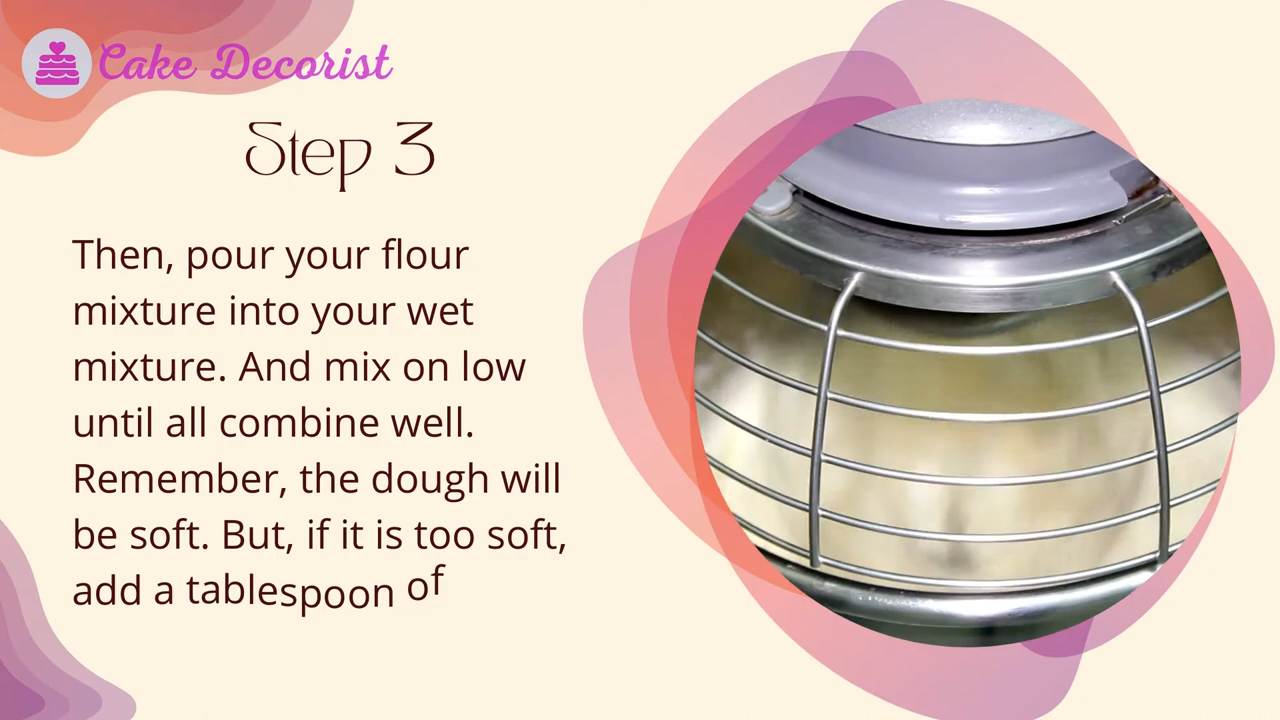 Cake Decorist
Step 3
Then, pour your flour
mixture into your wet
mixture. And mix on low
until all combine well.
Remember, the dough will
be soft. But, if it is too soft,
add a tablespoon of